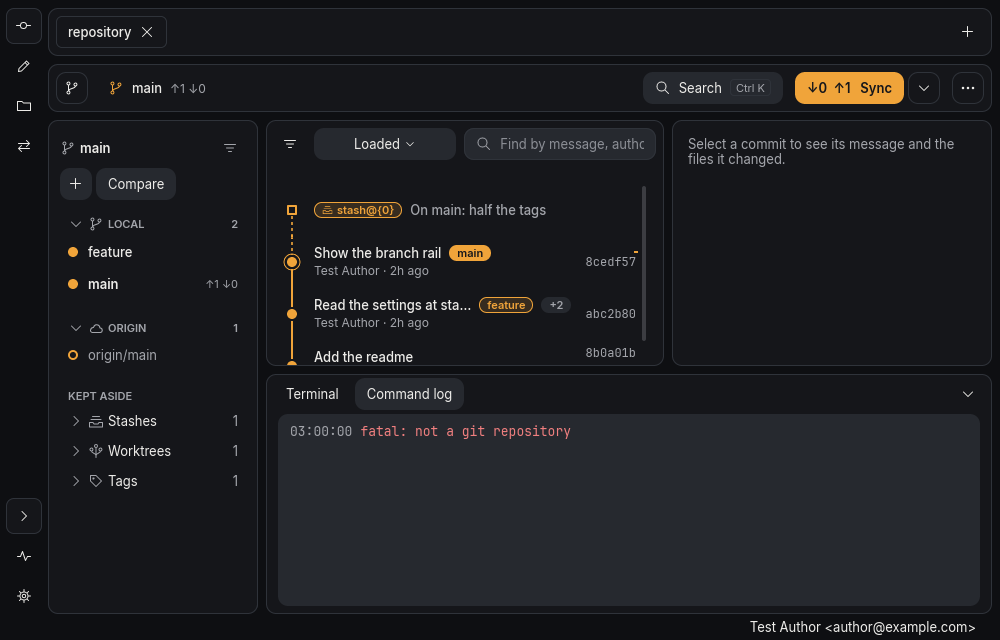 repository
main ↑1 ↓0
Search Ctrl K
↓0 ↑1 Sync
main
Compare
LOCAL 2
feature
main ↑1 ↓0
ORIGIN 1
origin/main
KEPT ASIDE
Stashes 1
Worktrees 1
Tags 1
Loaded
Find by message, autho
stash@{0} On main: half the tags
Show the branch rail main
Test Author · 2h ago
8cedf57
Read the settings at sta… feature +2
Test Author · 2h ago
abc2b80
Add the readme
8b0a01b
Select a commit to see its message and the
files it changed.
Terminal Command log
03:00:00 fatal: not a git repository
Test Author <author@example.com>